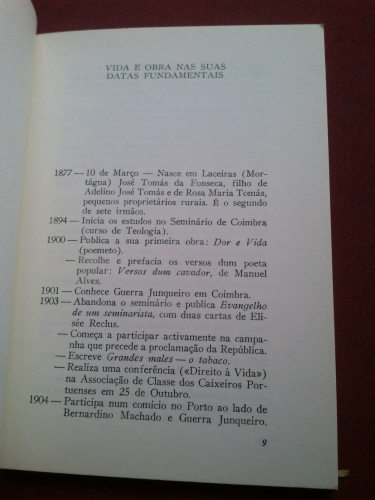 VIDA E OBRA NAS SUAS
DATAS FUNDAMENTAIS
1877 — 10 de Março — Nasce em Laceiras (Mor-
tágua) José Tomás da Fonseca, filho de
Adelino José Tomás e de Rosa Maria Tomás,
pequenos proprietários rurais. É o segundo
de sete irmãos.
1894 — Inicia os estudos no Seminário de Coimbra
(curso de Teologia).
1900 — Publica a sua primeira obra: Dor e Vida
(poemeto).
— Recolhe e prefacia os versos dum poeta
popular: Versos dum cavador, de Manuel
Alves.
1901 — Conhece Guerra Junqueiro em Coimbra.
1903 — Abandona o seminário e publica Evangelho
de um seminarista, com duas cartas de Eli-
sée Reclus.
— Começa a participar activamente na campa-
nha que precede a proclamação da República.
— Escreve Grandes males — o tabaco.
— Realiza uma conferência («Direito à Vida»)
na Associação de Classe dos Caixeiros Por-
tuenses em 25 de Outubro.
1904 — Participa num comício no Porto ao lado de
Bernardino Machado e Guerra Junqueiro.
9